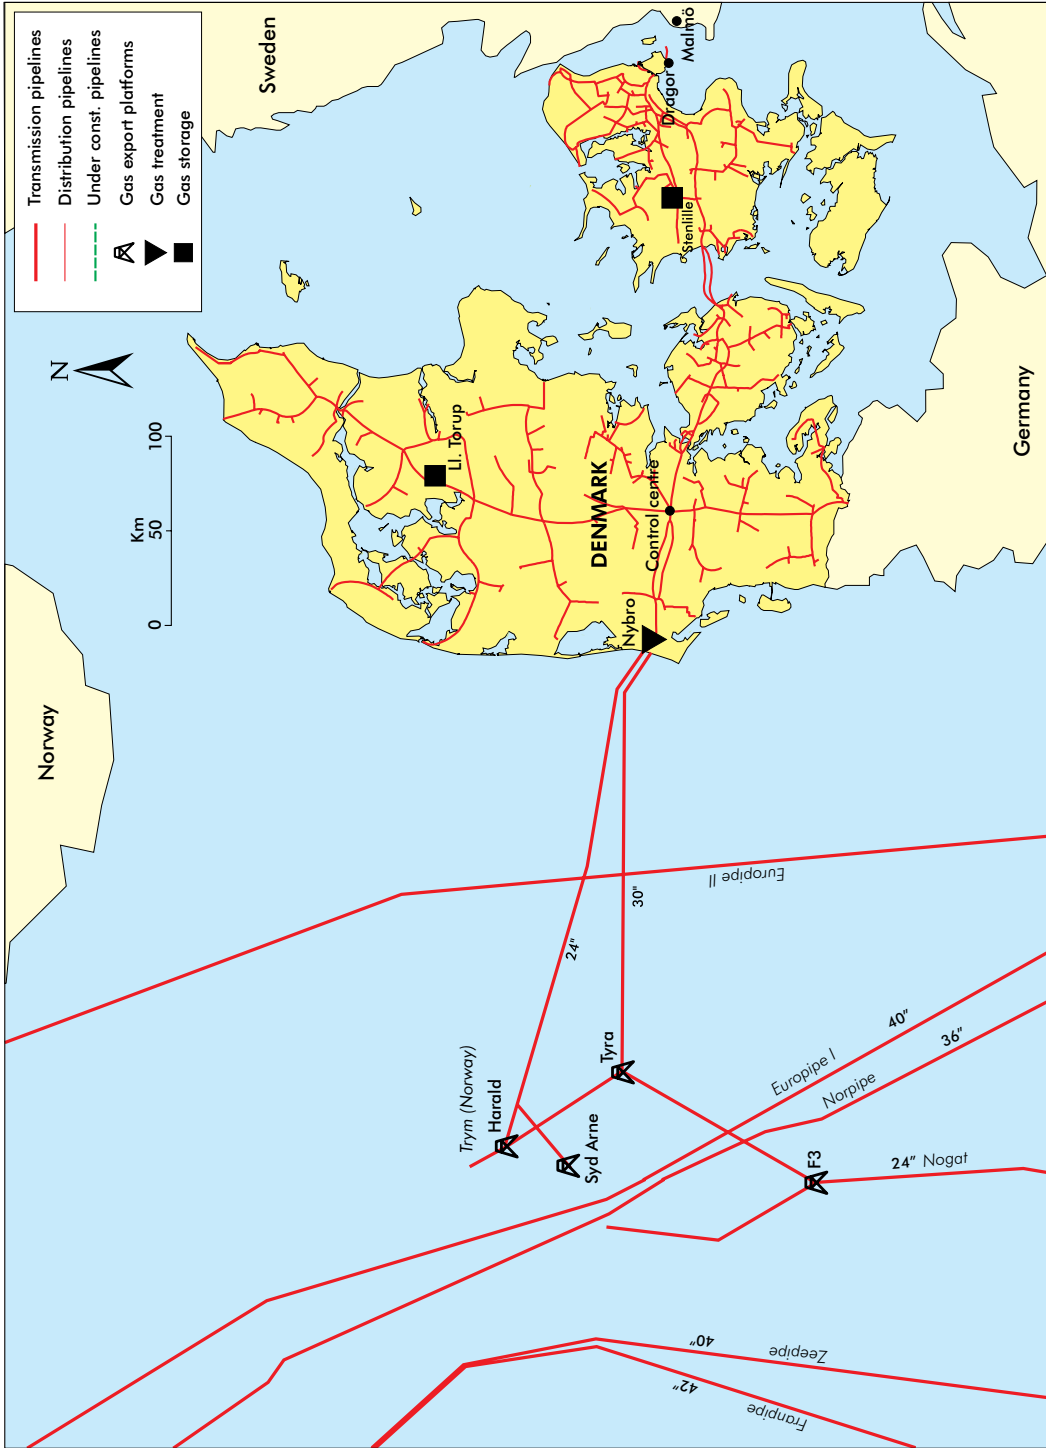 Transmission pipelines
Distribution pipelines
Under const. pipelines
Gas export platforms
Gas treatment
Gas storage
N
Km
0
50
100
Norway
Sweden
Germany
DENMARK
Ll. Torup
Control centre
Nybro
Stenlille
Dragor
Malmö
Trym (Norway)
Harald
Syd Arne
Tyra
F3
24"
30"
Europipe II
Europipe I
40"
Norpipe
36"
24" Nogat
40"
Zeepipe
42"
Franpipe